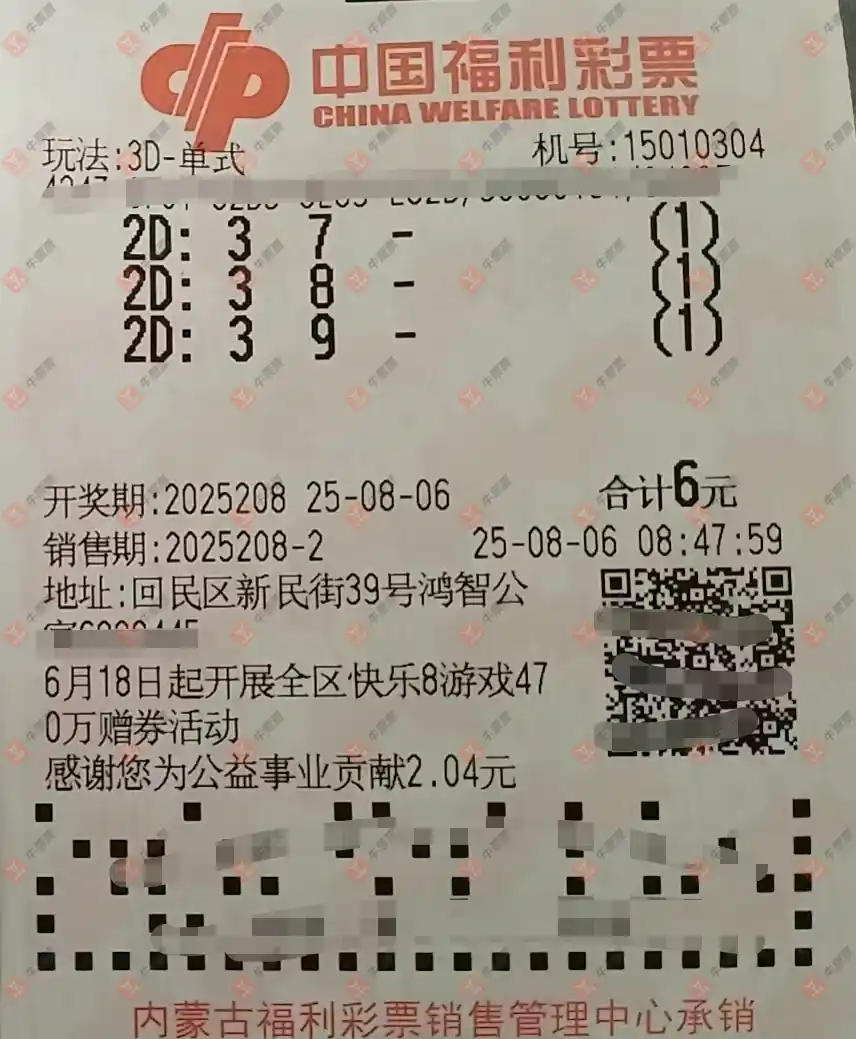 中国福利彩票
CHINA WELFARE LOTTERY
玩法:3D-单式 机号:15010304
2D: 3 7 - (1)
2D: 3 8 - (1)
2D: 3 9 - (1)
开奖期:2025208 25-08-06 合计6元
销售期:2025208-2 25-08-06 08:47:59
地址:回民区新民街39号鸿智公
6月18日起开展全区快乐8游戏47
0万赠券活动
感谢您为公益事业贡献2.04元
内蒙古福利彩票销售管理中心承销